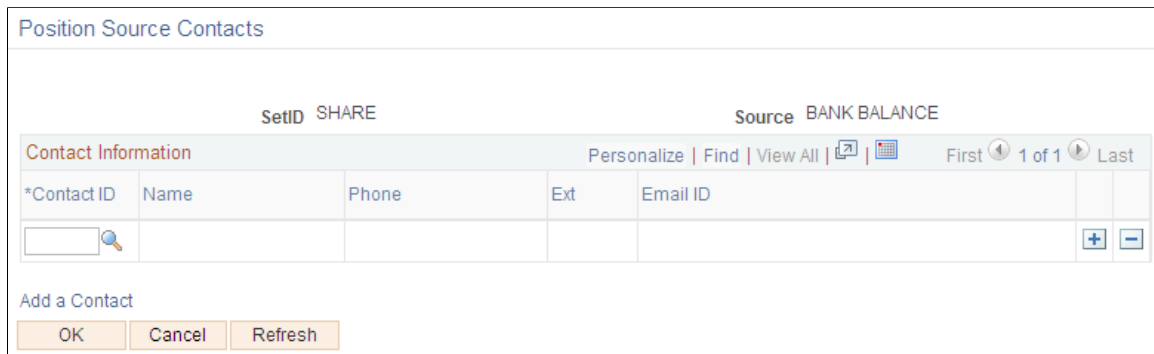 Position Source Contacts
SetID SHARE Source BANK BALANCE
Contact Information Personalize | Find | View All | | First 1 of 1 Last
*Contact ID Name Phone Ext Email ID
Add a Contact
OK Cancel Refresh